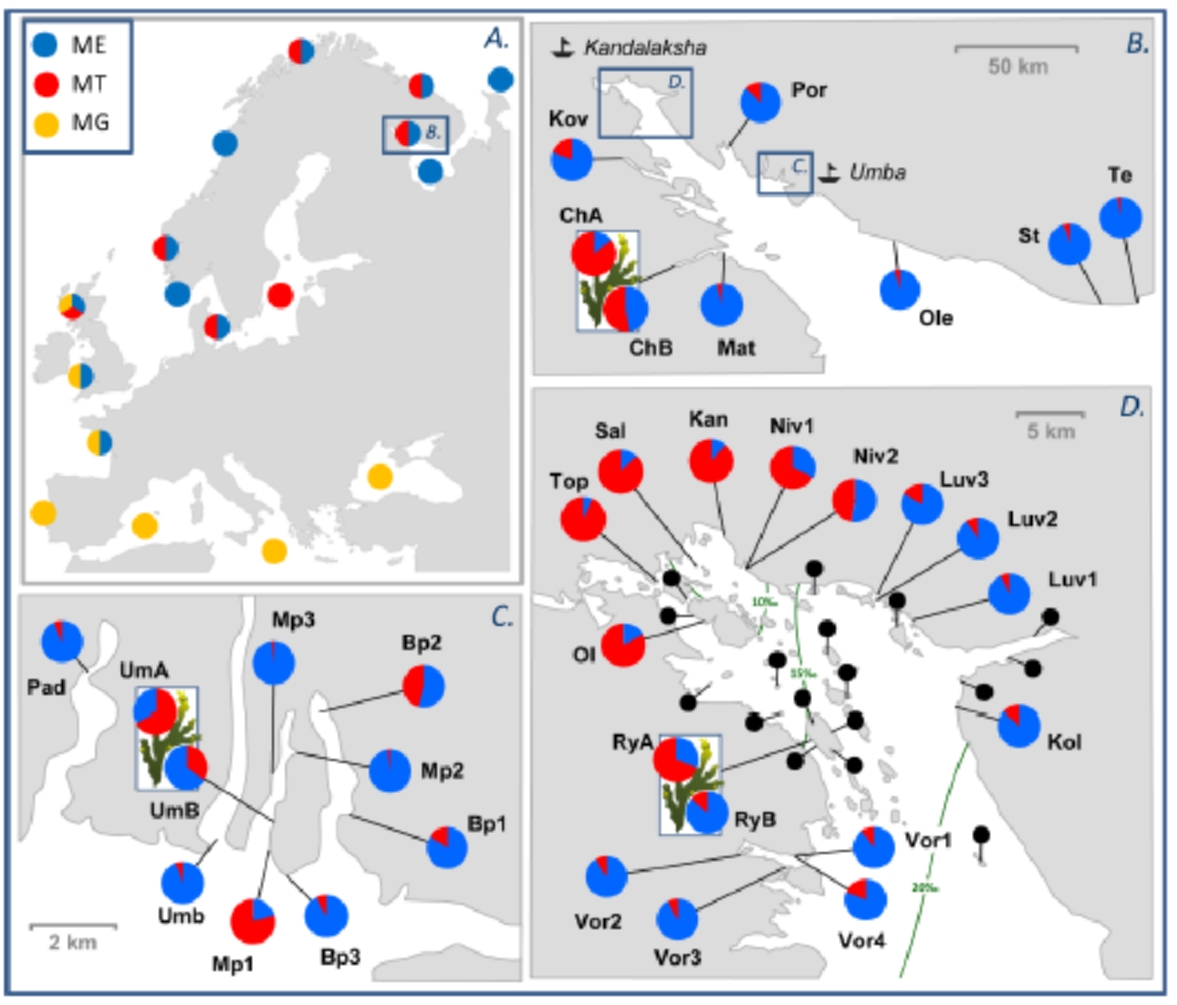 ME
MT
MG
A.
B.
B.
Kandalaksha
50 km
D.
Por
Kov
C.
Umba
Te
ChA
St
Ole
ChB
Mat
C.
Mp3
Bp2
UmA
Pad
Mp2
UmB
Bp1
Umb
2 km
Mp1
Bp3
D.
5 km
Kan
Niv1
Sal
Niv2
Luv3
Top
Luv2
Luv1
10‰
Ol
15‰
RyA
Kol
RyB
Vor1
20‰
Vor2
Vor4
Vor3